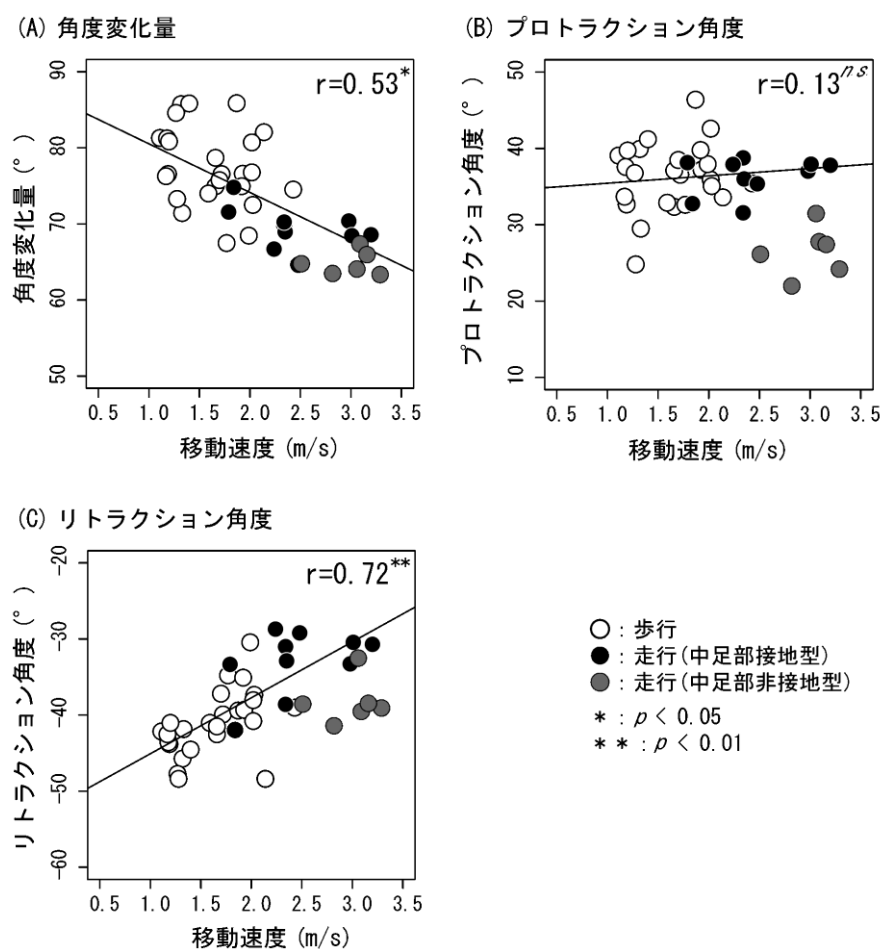 (A) 角度変化量
r=0.53*
角度変化量 (°)
90
80
70
60
50
0.5 1.0 1.5 2.0 2.5 3.0 3.5
移動速度 (m/s)
(B) プロトラクション角度
r=0.13ns
プロトラクション角度 (°)
50
40
30
20
10
0.5 1.0 1.5 2.0 2.5 3.0 3.5
移動速度 (m/s)
(C) リトラクション角度
r=0.72**
リトラクション角度 (°)
-20
-30
-40
-50
-60
0.5 1.0 1.5 2.0 2.5 3.0 3.5
移動速度 (m/s)
: 歩行
: 走行(中足部接地型)
: 走行(中足部非接地型)
* : p < 0.05
** : p < 0.01